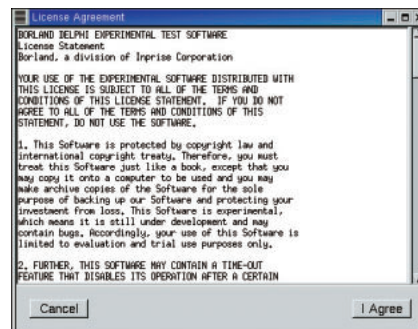 License Agreement
BORLAND DELPHI EXPERIMENTAL TEST SOFTWARE
License Statement
Borland, a division of Inprise Corporation
YOUR USE OF THE EXPERIMENTAL SOFTWARE DISTRIBUTED WITH
THIS LICENSE IS SUBJECT TO ALL OF THE TERMS AND
CONDITIONS OF THIS LICENSE STATEMENT.  IF YOU DO NOT
AGREE TO ALL OF THE TERMS AND CONDITIONS OF THIS
STATEMENT, DO NOT USE THE SOFTWARE.
1. This Software is protected by copyright law and
international copyright treaty. Therefore, you must
treat this Software just like a book, except that you
may copy it onto a computer to be used and you may
make archive copies of the Software for the sole
purpose of backing up our Software and protecting your
investment from loss. This Software is experimental,
which means it is still under development and may
contain bugs. Accordingly, your use of this Software is
limited to evaluation and trial use purposes only.
2. FURTHER, THIS SOFTWARE MAY CONTAIN A TIME-OUT
FEATURE THAT DISABLES ITS OPERATION AFTER A CERTAIN
Cancel
I Agree